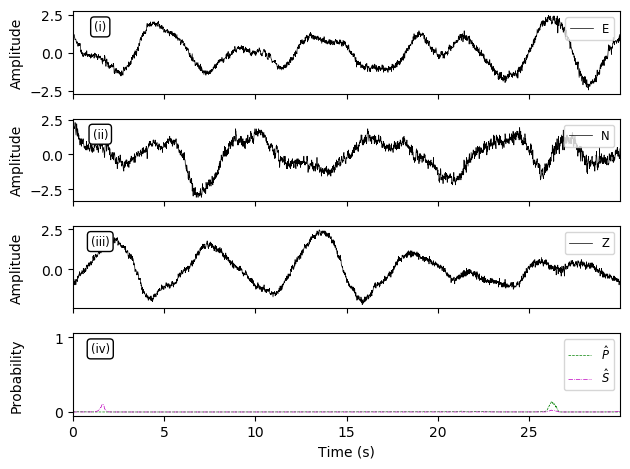 2.5
0.0
−2.5
Amplitude
(i)
E
2.5
0.0
−2.5
Amplitude
(ii)
N
2.5
0.0
Amplitude
(iii)
Z
1
0
Probability
(iv)
P̂
Ŝ
0 5 10 15 20 25
Time (s)